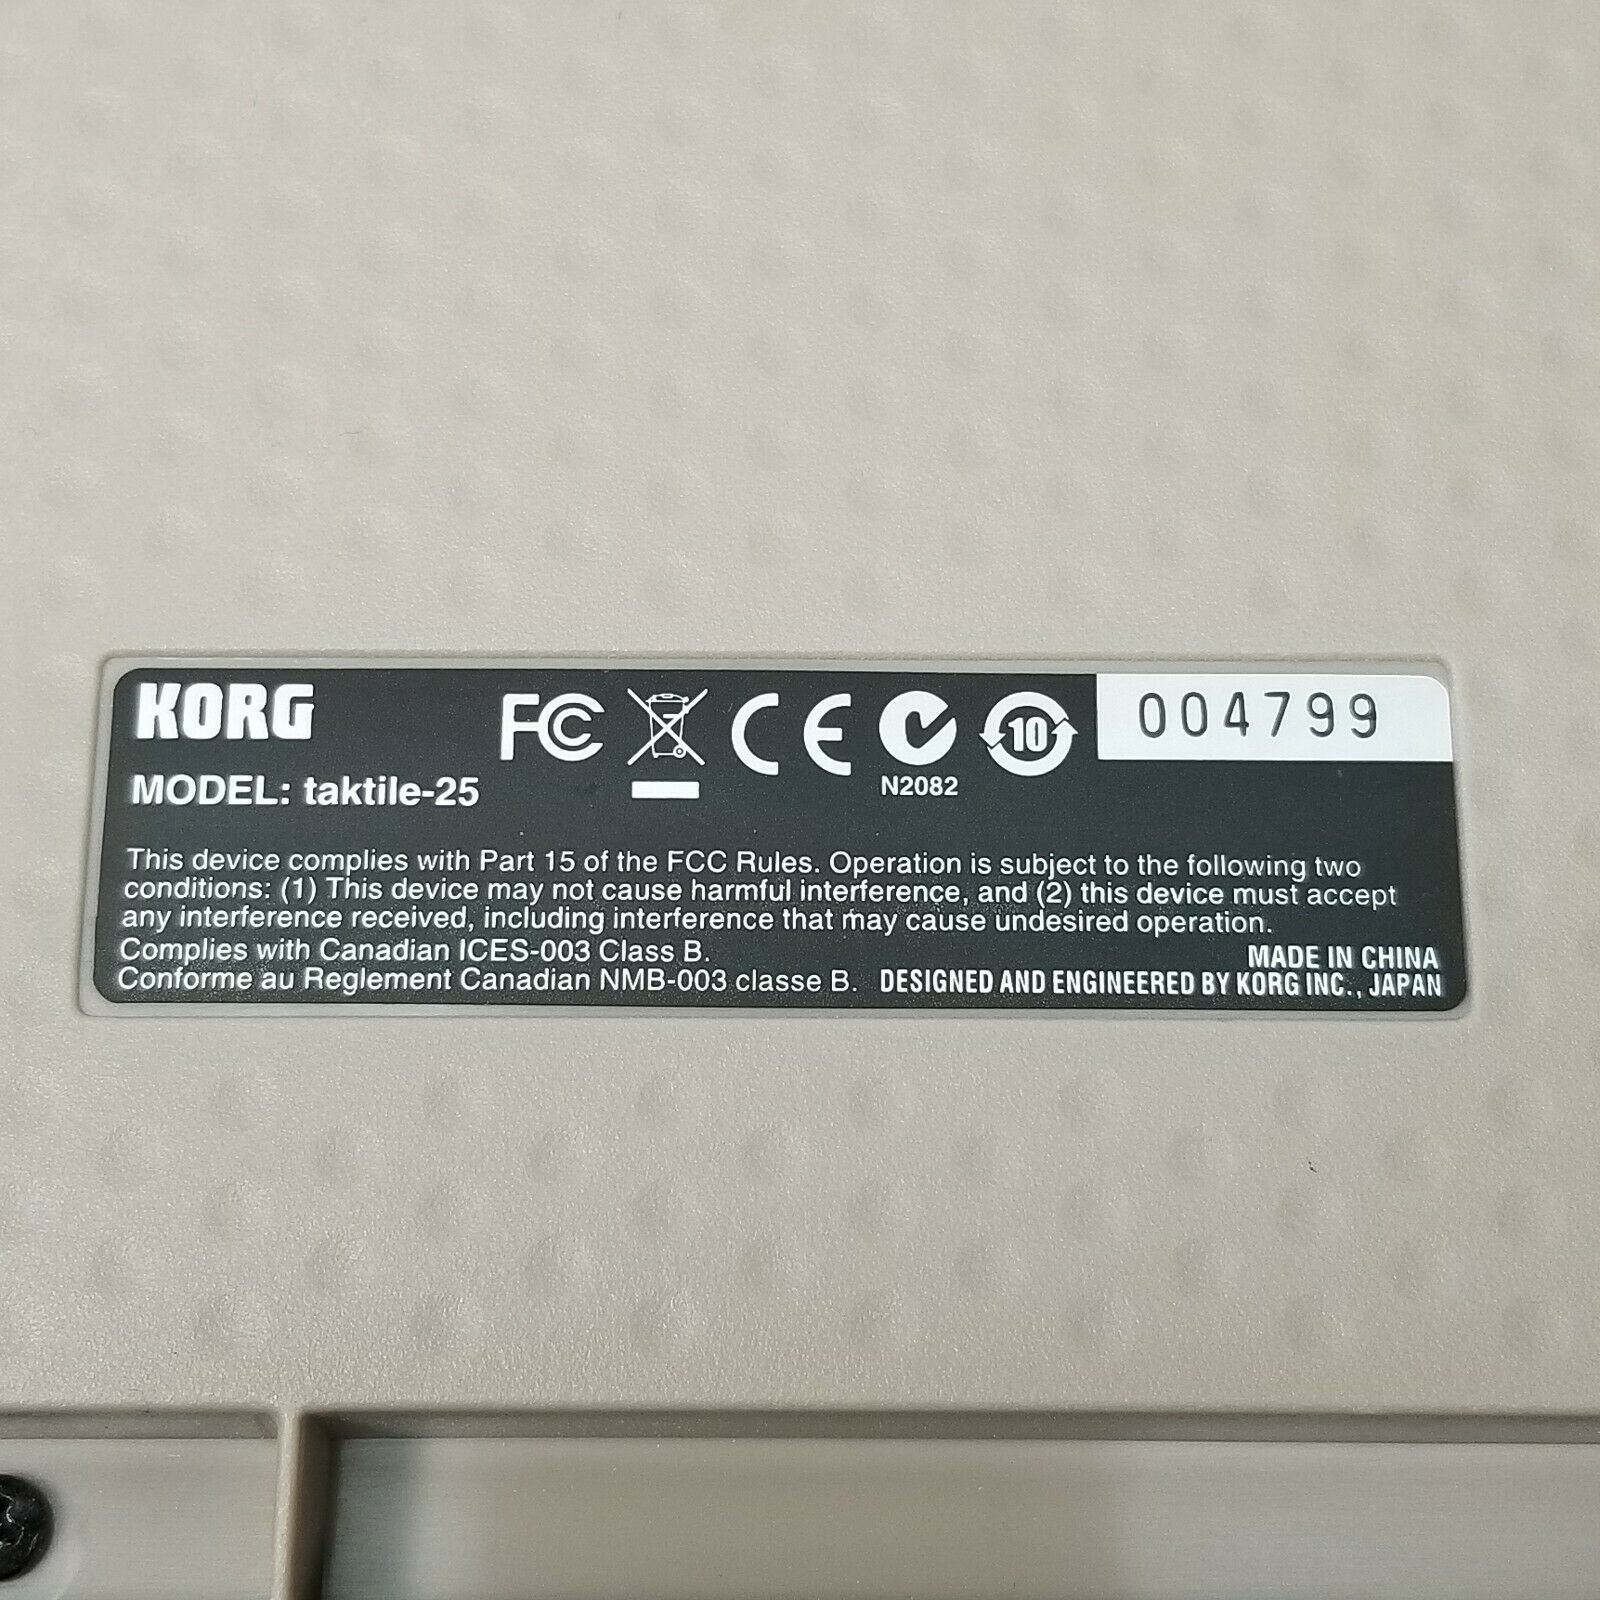 KORG
MODEL: taktile-25
FC
CE
N2082
10
004799
This device complies with Part 15 of the FCC Rules. Operation is subject to the following two
conditions: (1) This device may not cause harmful interference, and (2) this device must accept
any interference received, including interference that may cause undesired operation.
Complies with Canadian ICES-003 Class B.
Conforme au Reglement Canadian NMB-003 classe B.
MADE IN CHINA
DESIGNED AND ENGINEERED BY KORG INC., JAPAN